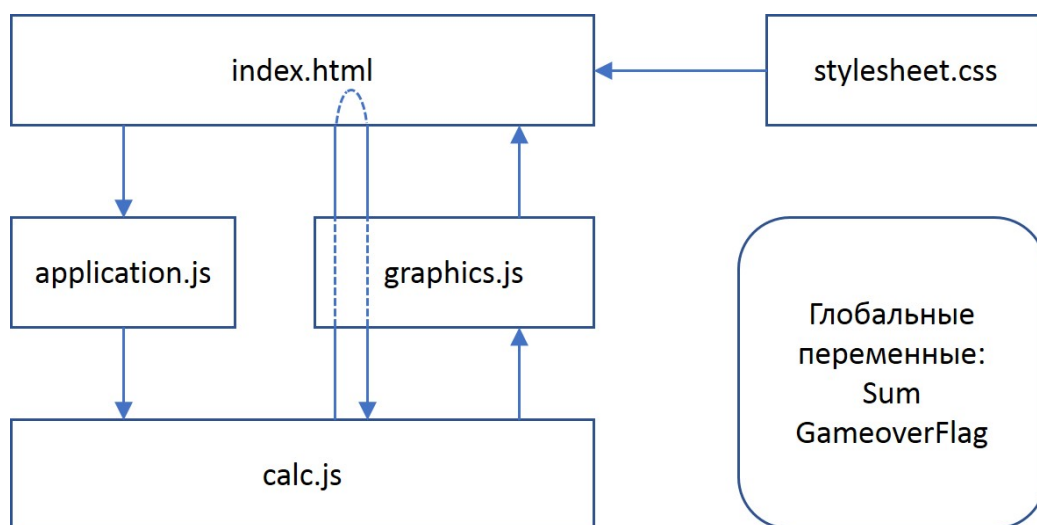 index.html
stylesheet.css
application.js
graphics.js
Глобальные
переменные:
Sum
GameoverFlag
calc.js